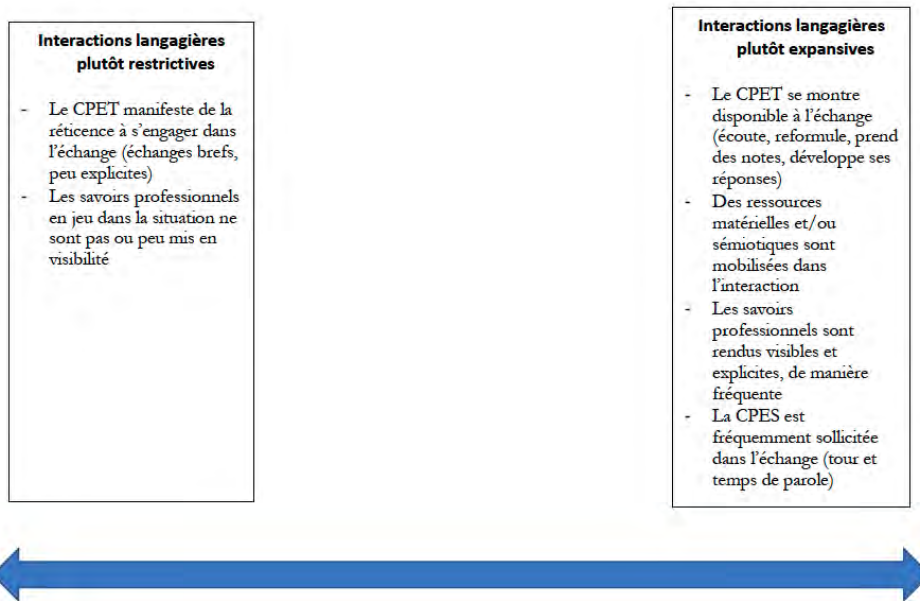 Interactions langagières
plutôt restrictives
- Le CPET manifeste de la
réticence à s'engager dans
l'échange (échanges brefs,
peu explicites)
- Les savoirs professionnels
en jeu dans la situation ne
sont pas ou peu mis en
visibilité
Interactions langagières
plutôt expansives
- Le CPET se montre
disponible à l'échange
(écoute, reformule, prend
des notes, développe ses
réponses)
- Des ressources
matérielles et/ou
sémiotiques sont
mobilisées dans
l'interaction
- Les savoirs
professionnels sont
rendus visibles et
explicites, de manière
fréquente
- La CPES est
fréquemment sollicitée
dans l'échange (tour et
temps de parole)